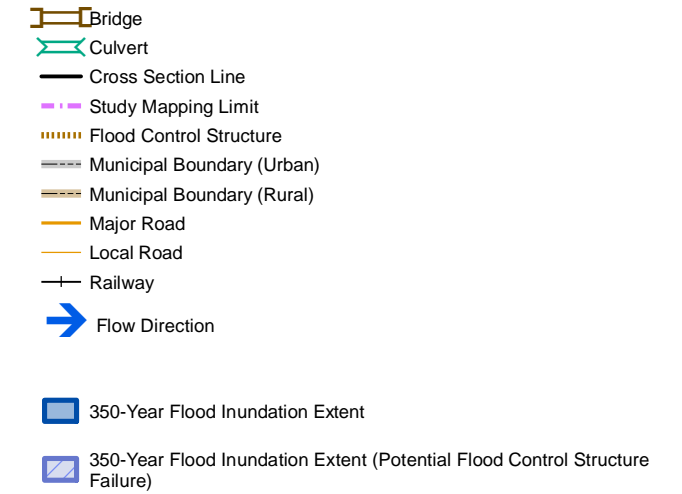 Bridge
Culvert
Cross Section Line
Study Mapping Limit
Flood Control Structure
Municipal Boundary (Urban)
Municipal Boundary (Rural)
Major Road
Local Road
Railway
Flow Direction
350-Year Flood Inundation Extent
350-Year Flood Inundation Extent (Potential Flood Control Structure
Failure)